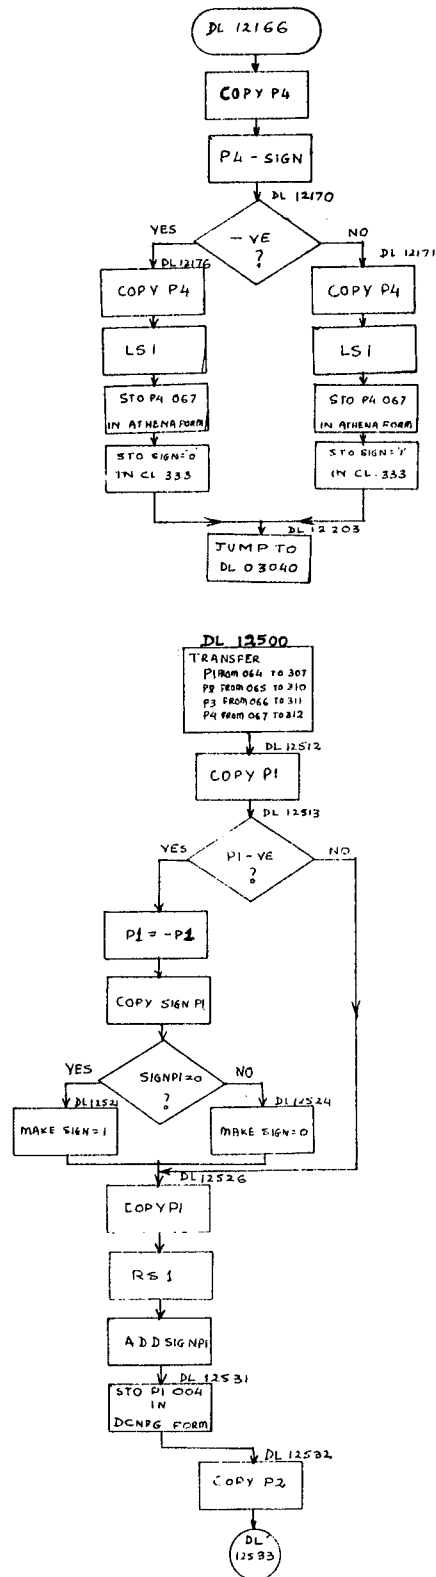 DL 12166
COPY P4
P4 - SIGN
DL 12170
YES
- VE
?
NO
DL 12176
DL 12171
COPY P4
COPY P4
LS1
LS1
STO P4 067
IN ATHENA FORM
STO P4 067
IN ATHENA FORM
STO SIGN='0'
IN CL 333
STO SIGN='1'
IN CL. 333
DL 12203
JUMP TO
DL 03040
DL 12500
TRANSFER
P1 FROM 064 TO 307
P2 FROM 065 TO 310
P3 FROM 066 TO 311
P4 FROM 067 TO 312
DL 12512
COPY P1
DL 12513
YES
P1 - VE
?
NO
P1 = -P1
COPY SIGN P1
YES
SIGNP1=0
?
NO
DL 12521
DL 12524
MAKE SIGN=1
MAKE SIGN=0
DL 12526
COPY P1
RS 1
ADD SIGNP1
DL 12531
STO P1 004
IN
DCNPG FORM
DL 12532
COPY P2
DL
12533